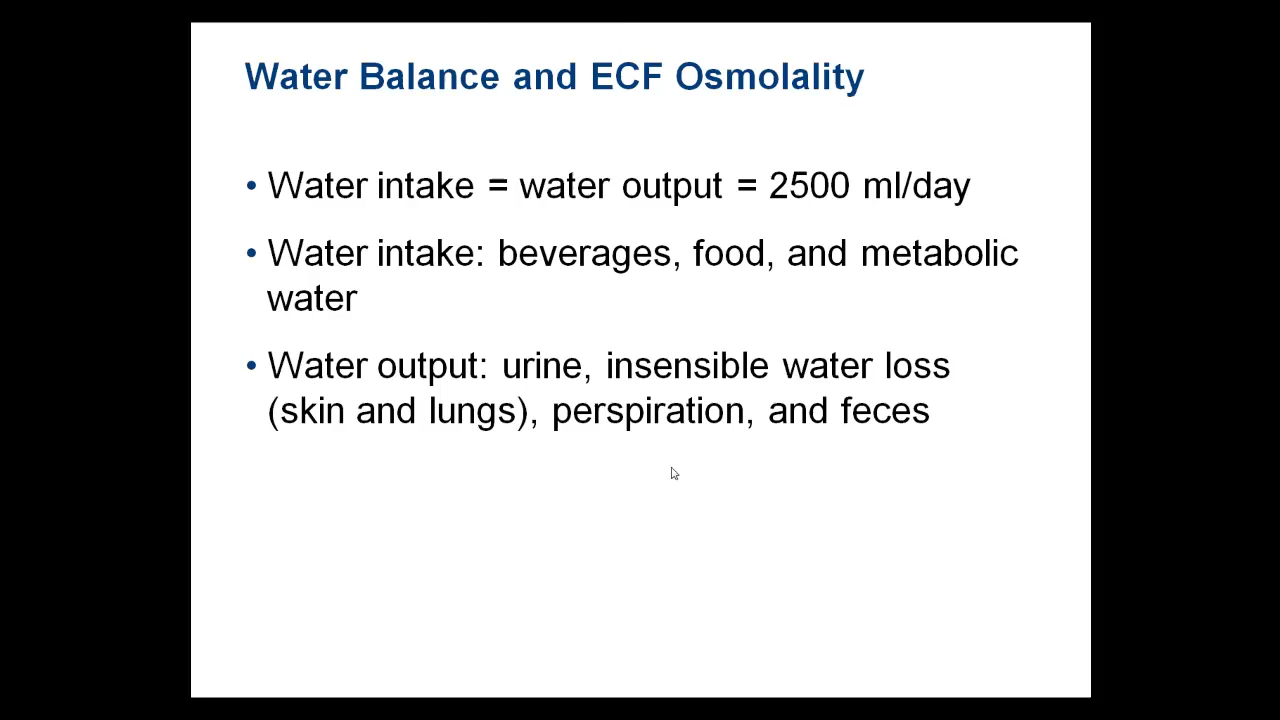 Water Balance and ECF Osmolality
• Water intake = water output = 2500 ml/day
• Water intake: beverages, food, and metabolic
water
• Water output: urine, insensible water loss
(skin and lungs), perspiration, and feces